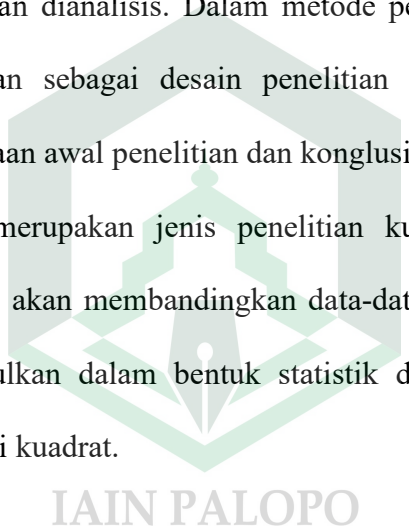 an dianalisis. Dalam metode pe
an sebagai desain penelitian
aan awal penelitian dan konglusi
merupakan jenis penelitian ku
akan membandingkan data-dat
ulkan dalam bentuk statistik d
i kuadrat.
IAIN PALOPO